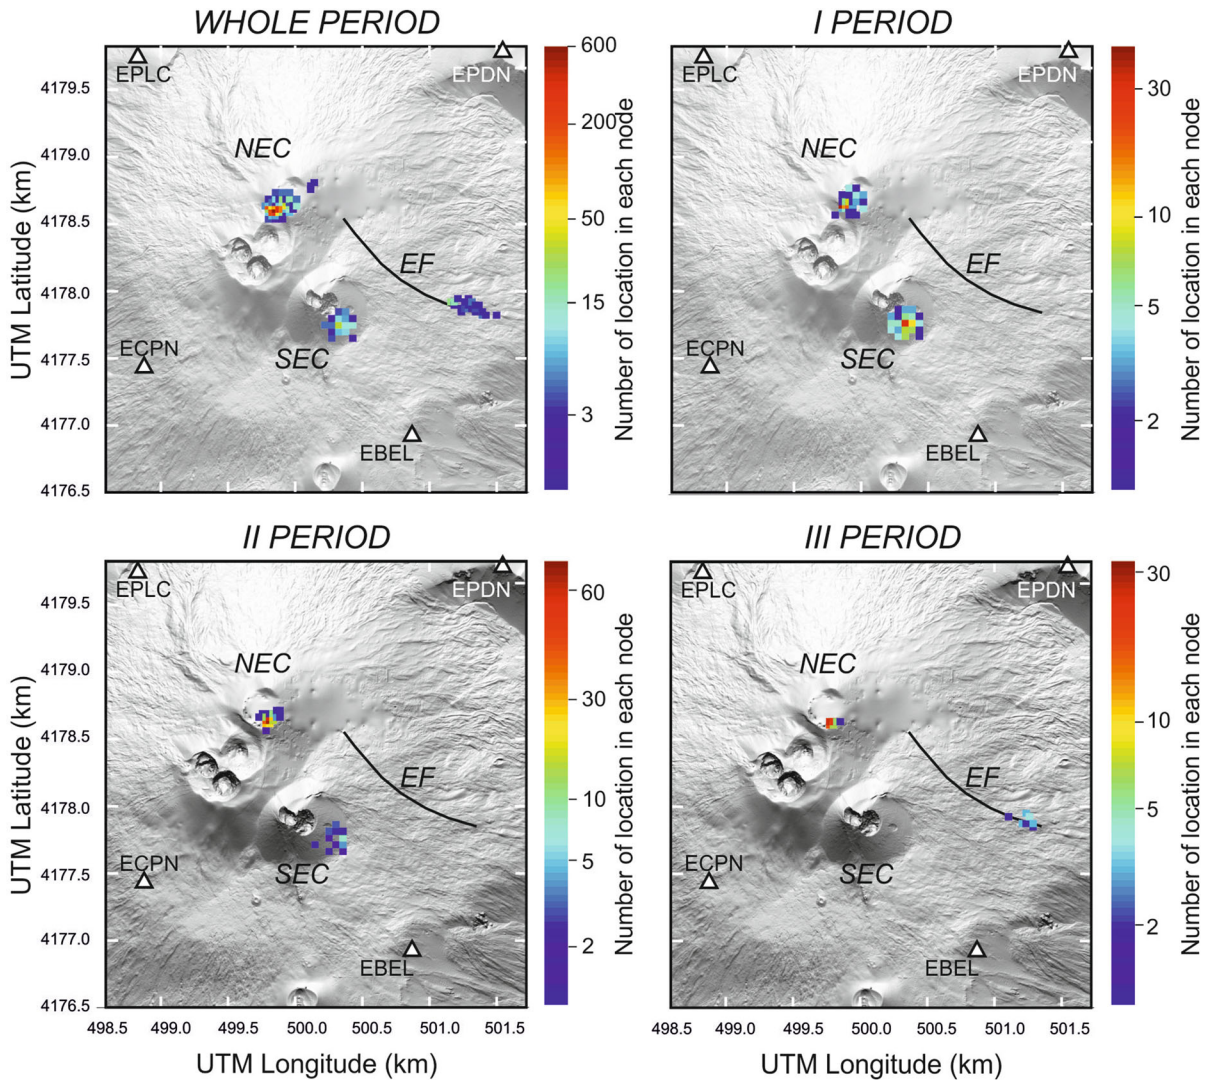 WHOLE PERIOD
I PERIOD
EPLC
EPDN
NEC
EF
SEC
ECPN
EBEL
4179.5
4179.0
4178.5
4178.0
4177.5
4177.0
4176.5
UTM Latitude (km)
600
200
50
15
3
Number of location in each node
EPLC
EPDN
NEC
EF
SEC
ECPN
EBEL
30
10
5
2
Number of location in each node
II PERIOD
III PERIOD
EPLC
EPDN
NEC
EF
SEC
ECPN
EBEL
4179.5
4179.0
4178.5
4178.0
4177.5
4177.0
4176.5
UTM Latitude (km)
498.5 499.0 499.5 500.0 500.5 501.0 501.5
UTM Longitude (km)
60
30
10
5
2
Number of location in each node
EPLC
EPDN
NEC
EF
SEC
ECPN
EBEL
498.5 499.0 499.5 500.0 500.5 501.0 501.5
UTM Longitude (km)
30
10
5
2
Number of location in each node